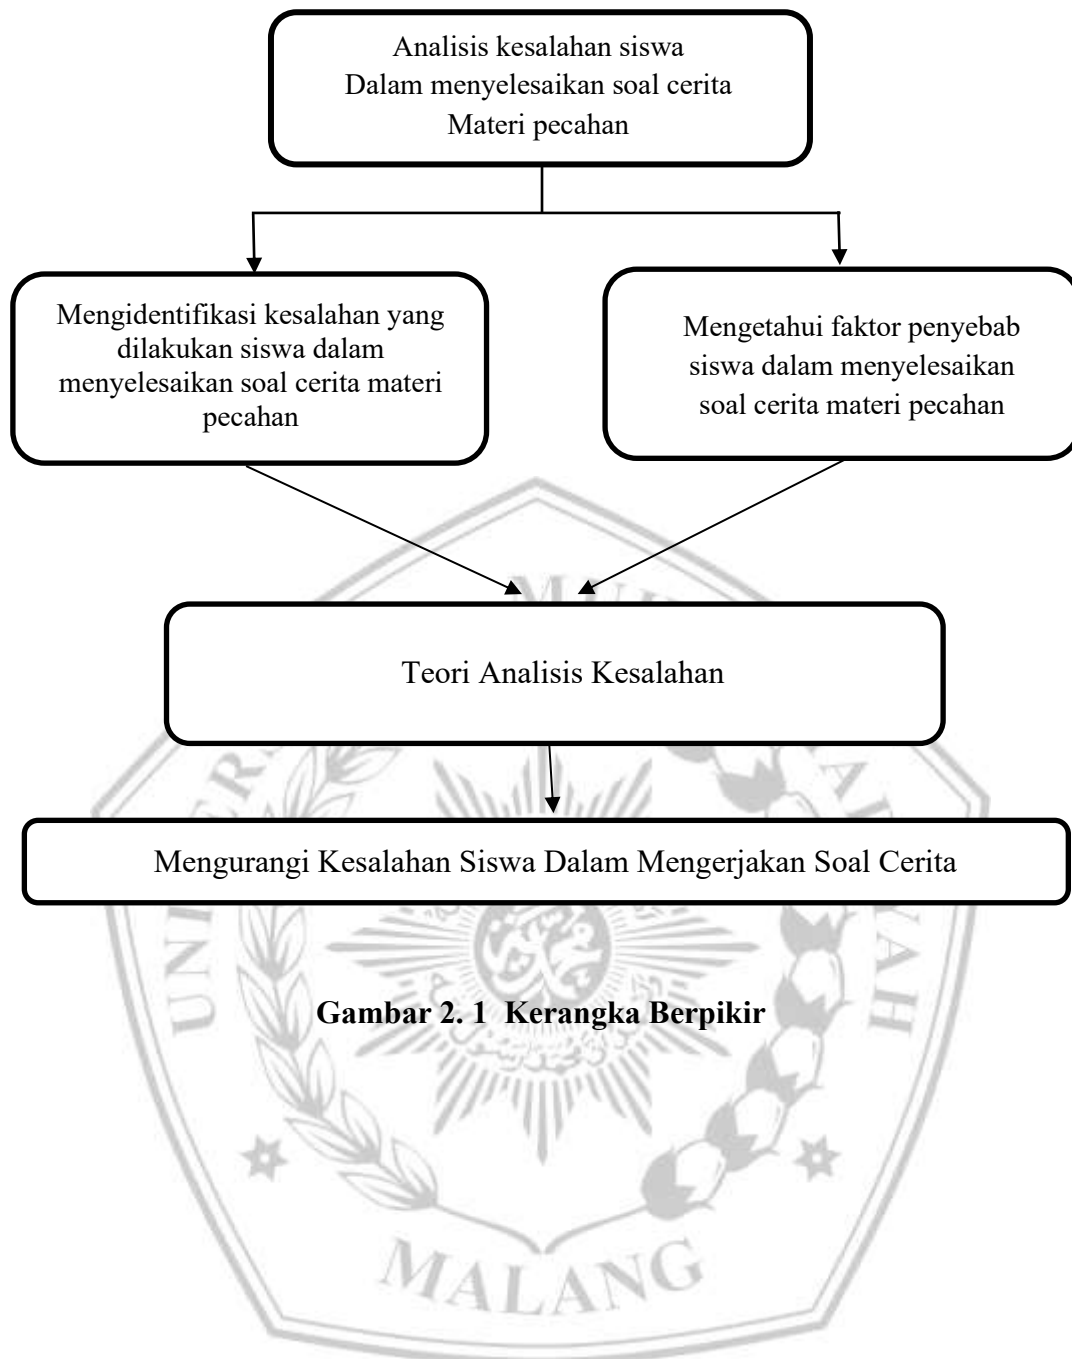 Analisis kesalahan siswa
Dalam menyelesaikan soal cerita
Materi pecahan
Mengidentifikasi kesalahan yang
dilakukan siswa dalam
menyelesaikan soal cerita materi
pecahan
Mengetahui faktor penyebab
siswa dalam menyelesaikan
soal cerita materi pecahan
Teori Analisis Kesalahan
Mengurangi Kesalahan Siswa Dalam Mengerjakan Soal Cerita
Gambar 2. 1 Kerangka Berpikir
MALANG